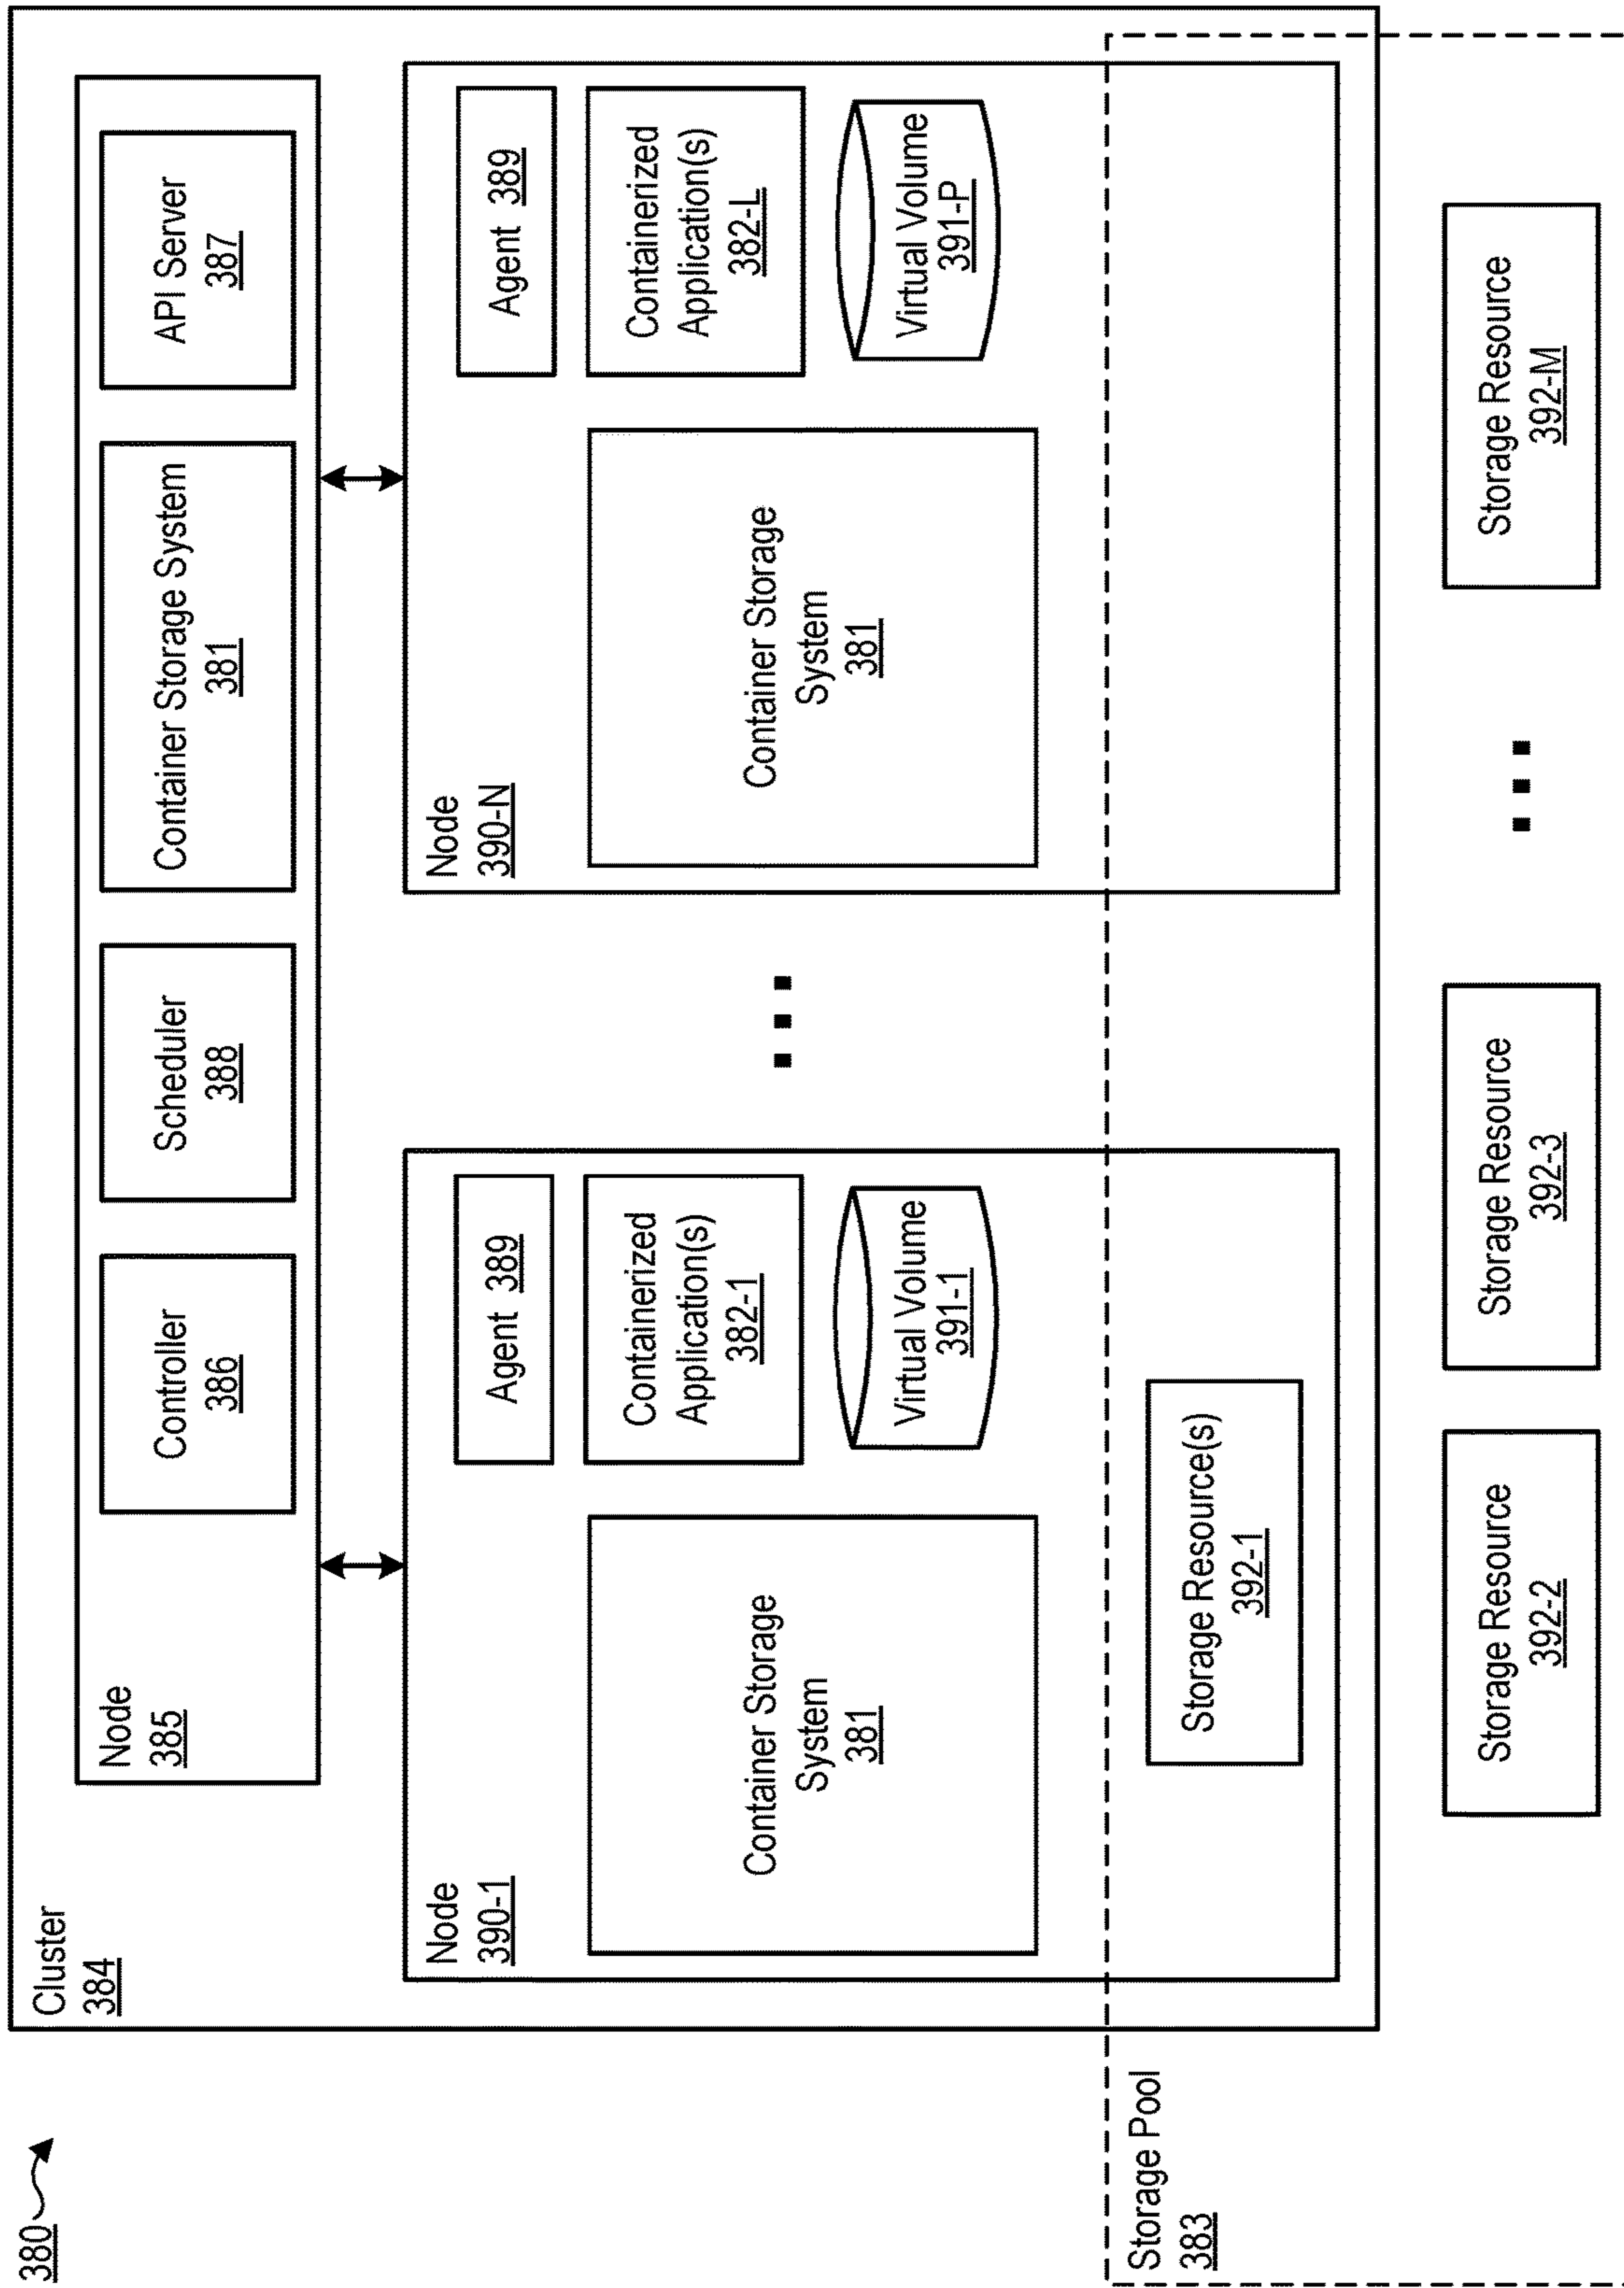 380
Cluster
384
Node
385
Controller
386
Scheduler
388
Container Storage System
381
API Server
387
Node
390-1
Agent 389
Containerized
Application(s)
382-1
Container Storage
System
381
Virtual Volume
391-1
Storage Resource(s)
392-1
Node
390-N
Agent 389
Containerized
Application(s)
382-L
Container Storage
System
381
Virtual Volume
391-P
Storage Pool
383
Storage Resource
392-2
Storage Resource
392-3
Storage Resource
392-M